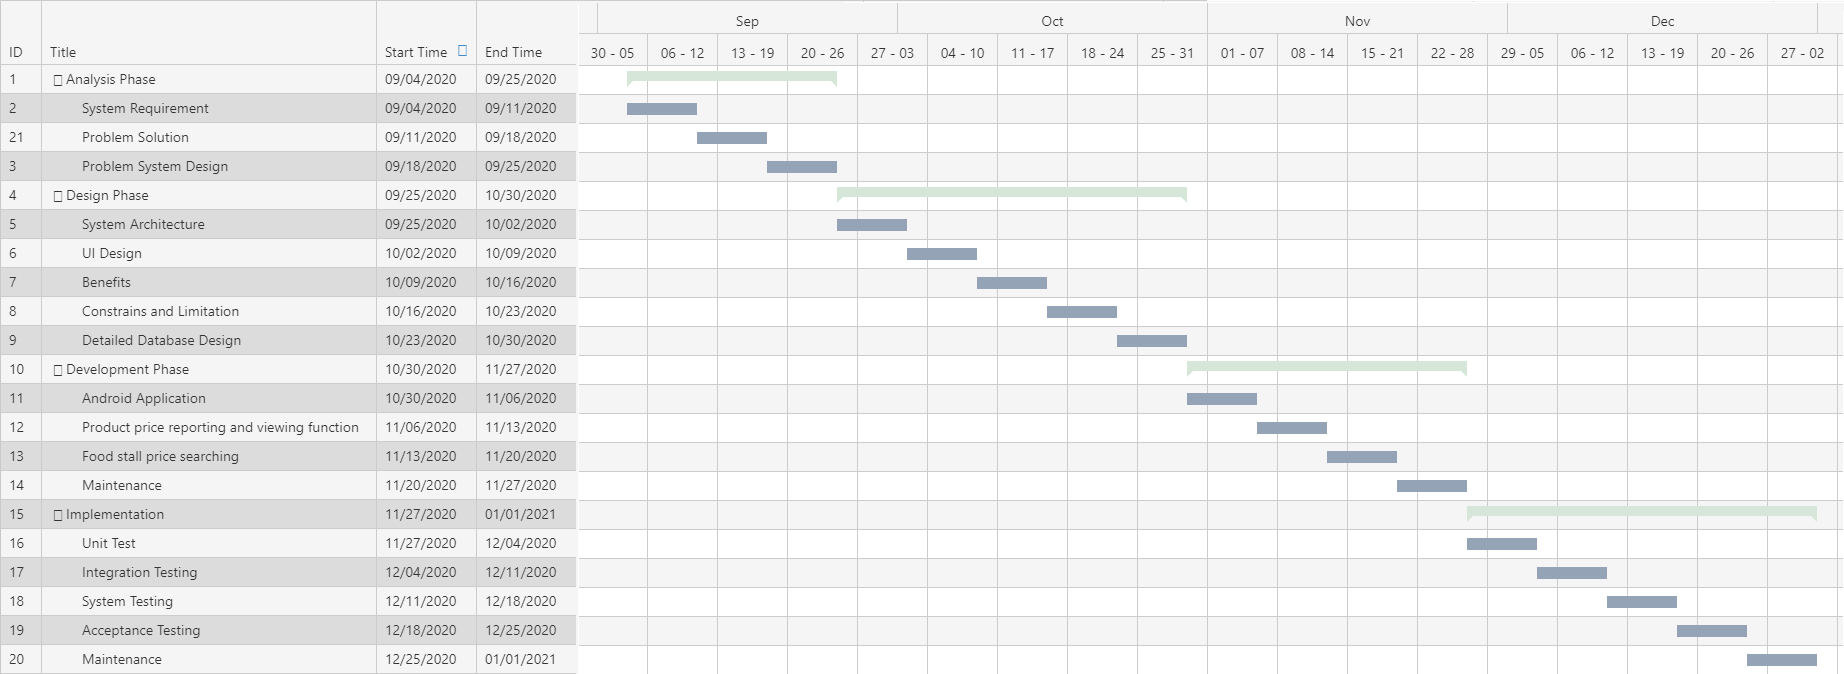 Sep Oct Nov Dec
ID Title Start Time End Time 30 - 05 06 - 12 13 - 19 20 - 26 27 - 03 04 - 10 11 - 17 18 - 24 25 - 31 01 - 07 08 - 14 15 - 21 22 - 28 29 - 05 06 - 12 13 - 19 20 - 26 27 - 02
1 Analysis Phase 09/04/2020 09/25/2020
2 System Requirement 09/04/2020 09/11/2020
21 Problem Solution 09/11/2020 09/18/2020
3 Problem System Design 09/18/2020 09/25/2020
4 Design Phase 09/25/2020 10/30/2020
5 System Architecture 09/25/2020 10/02/2020
6 UI Design 10/02/2020 10/09/2020
7 Benefits 10/09/2020 10/16/2020
8 Constrains and Limitation 10/16/2020 10/23/2020
9 Detailed Database Design 10/23/2020 10/30/2020
10 Development Phase 10/30/2020 11/27/2020
11 Android Application 10/30/2020 11/06/2020
12 Product price reporting and viewing function 11/06/2020 11/13/2020
13 Food stall price searching 11/13/2020 11/20/2020
14 Maintenance 11/20/2020 11/27/2020
15 Implementation 11/27/2020 01/01/2021
16 Unit Test 11/27/2020 12/04/2020
17 Integration Testing 12/04/2020 12/11/2020
18 System Testing 12/11/2020 12/18/2020
19 Acceptance Testing 12/18/2020 12/25/2020
20 Maintenance 12/25/2020 01/01/2021